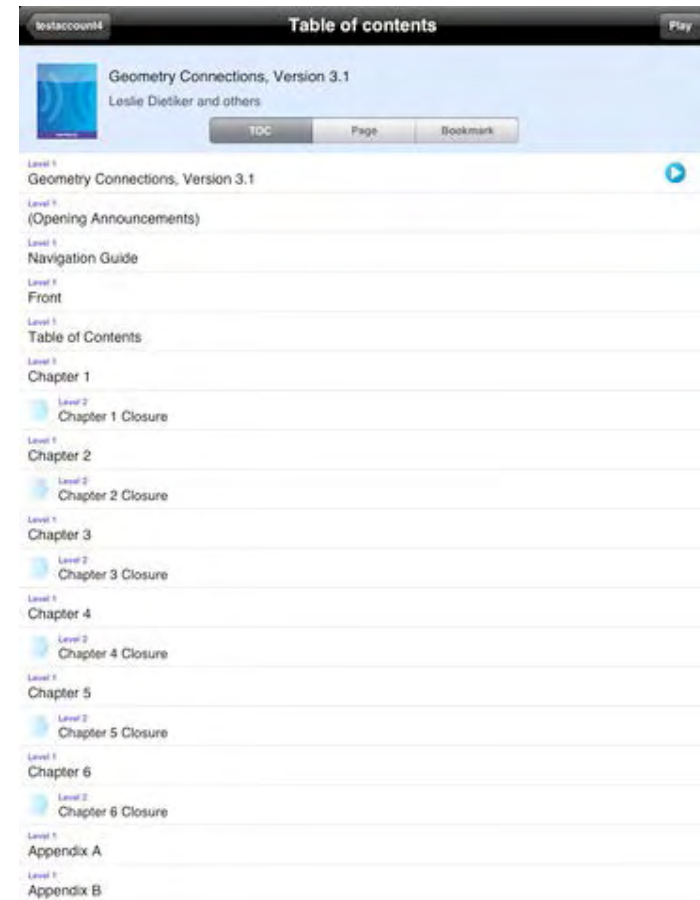 testaccount4
Table of contents
Play
Geometry Connections, Version 3.1
Leslie Dietiker and others
TOC
Page
Bookmark
Level 1
Geometry Connections, Version 3.1
Level 1
(Opening Announcements)
Level 1
Navigation Guide
Level 1
Front
Level 1
Table of Contents
Level 1
Chapter 1
Level 2
Chapter 1 Closure
Level 1
Chapter 2
Level 2
Chapter 2 Closure
Level 1
Chapter 3
Level 2
Chapter 3 Closure
Level 1
Chapter 4
Level 2
Chapter 4 Closure
Level 1
Chapter 5
Level 2
Chapter 5 Closure
Level 1
Chapter 6
Level 2
Chapter 6 Closure
Level 1
Appendix A
Level 1
Appendix B